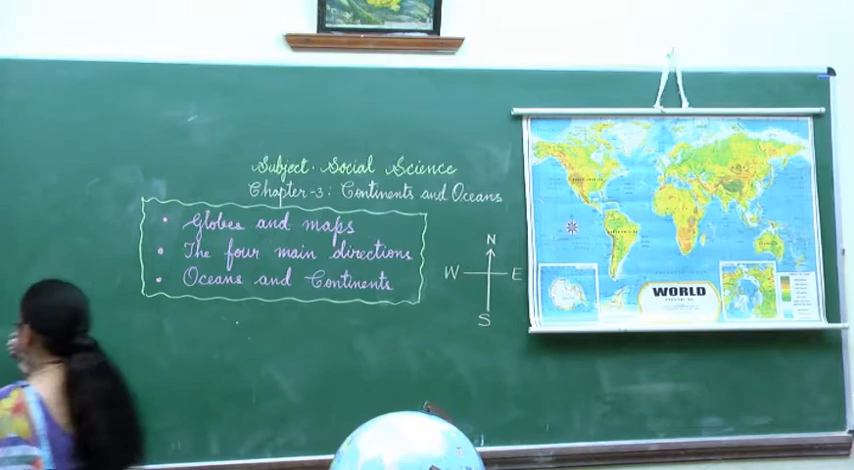 Subject. Social Science
Chapter-3: Continents and Oceans
• Globes and maps
• The four main directions
• Oceans and Continents
N
W E
S
WORLD